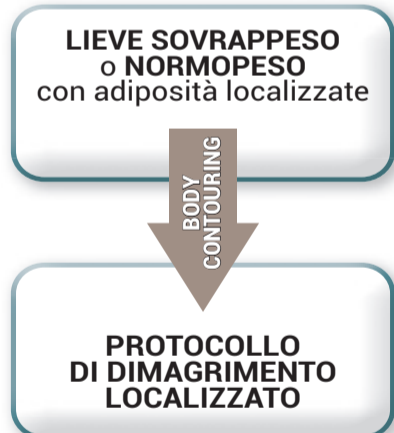 LIEVE SOVRAPPESO
o NORMOPESO
con adiposità localizzate
BODY
CONTOURING
PROTOCOLLO
DI DIMAGRIMENTO
LOCALIZZATO